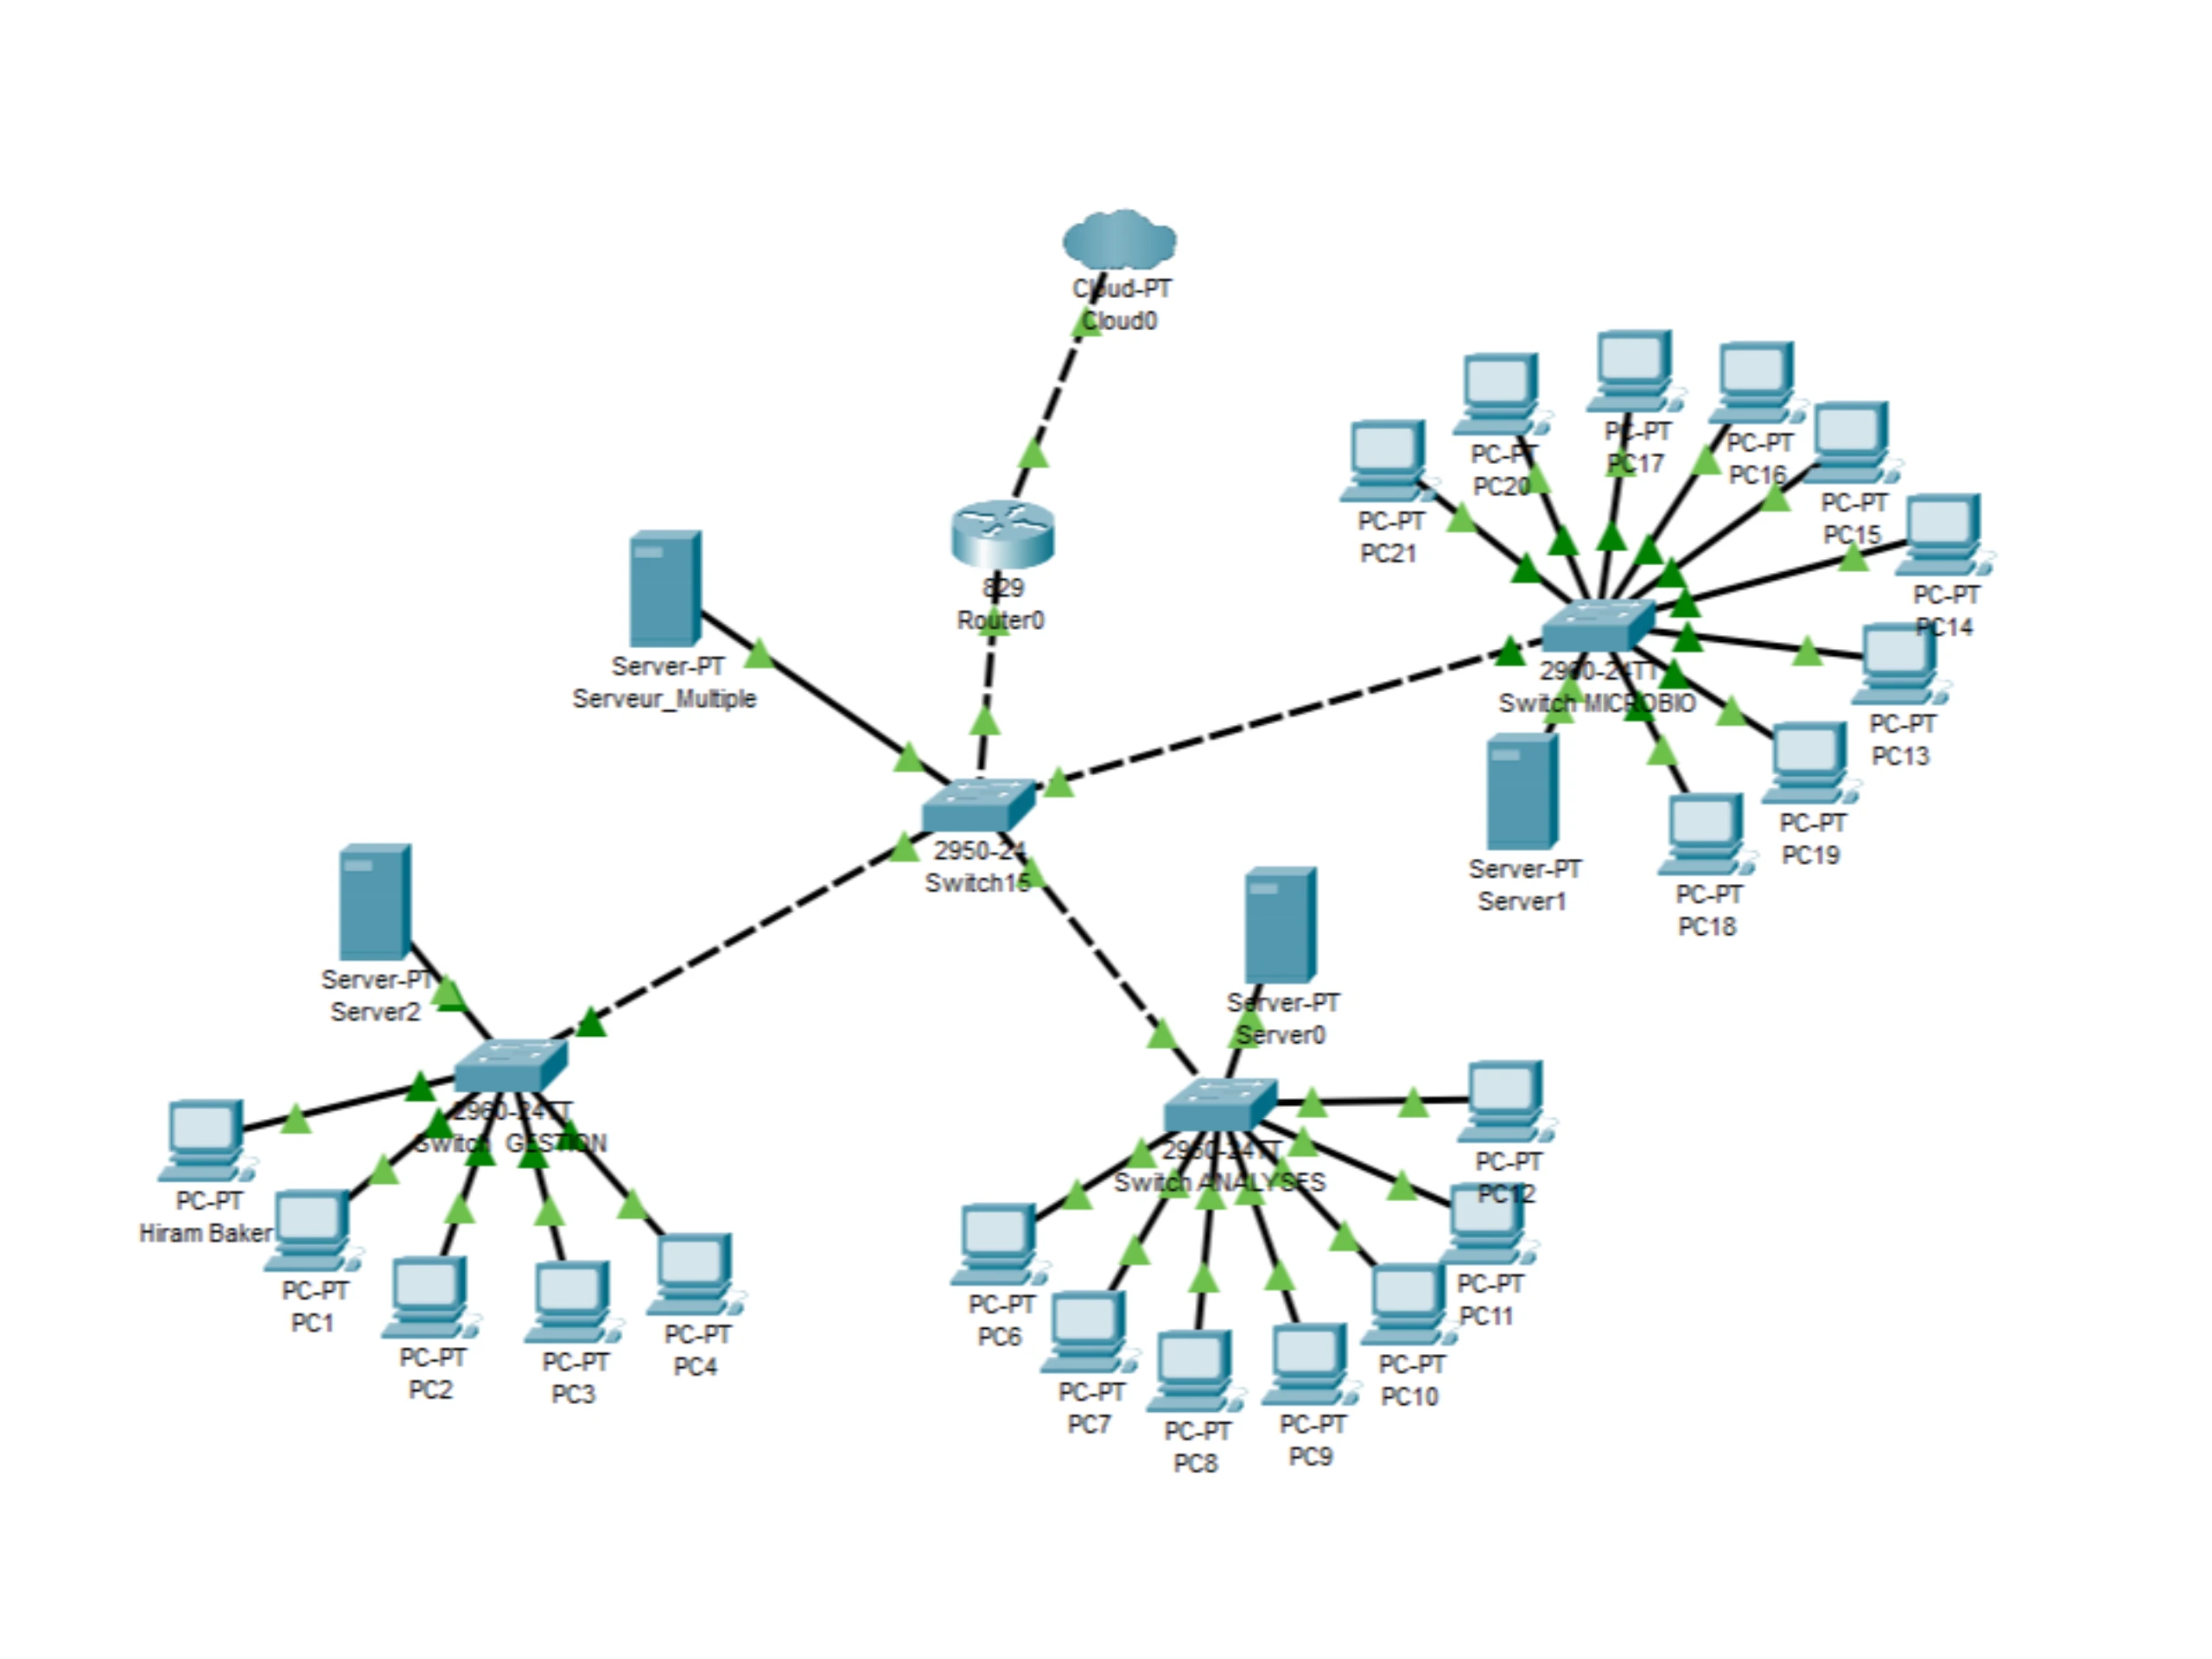 Cloud-PT
Cloud0
829
Router0
Server-PT
Serveur_Multiple
2950-24
Switch15
PC-PT
PC21
PC-PT
PC20
PC-PT
PC17
PC-PT
PC16
PC-PT
PC15
PC-PT
PC14
PC-PT
PC13
PC-PT
PC19
PC-PT
PC18
2960-24TT
Switch MICROBIO
Server-PT
Server1
Server-PT
Server2
2960-24TT
Switch GESTION
PC-PT
Hiram Baker
PC-PT
PC1
PC-PT
PC2
PC-PT
PC3
PC-PT
PC4
Server-PT
Server0
2960-24TT
Switch ANALYSES
PC-PT
PC12
PC-PT
PC11
PC-PT
PC10
PC-PT
PC9
PC-PT
PC8
PC-PT
PC7
PC-PT
PC6